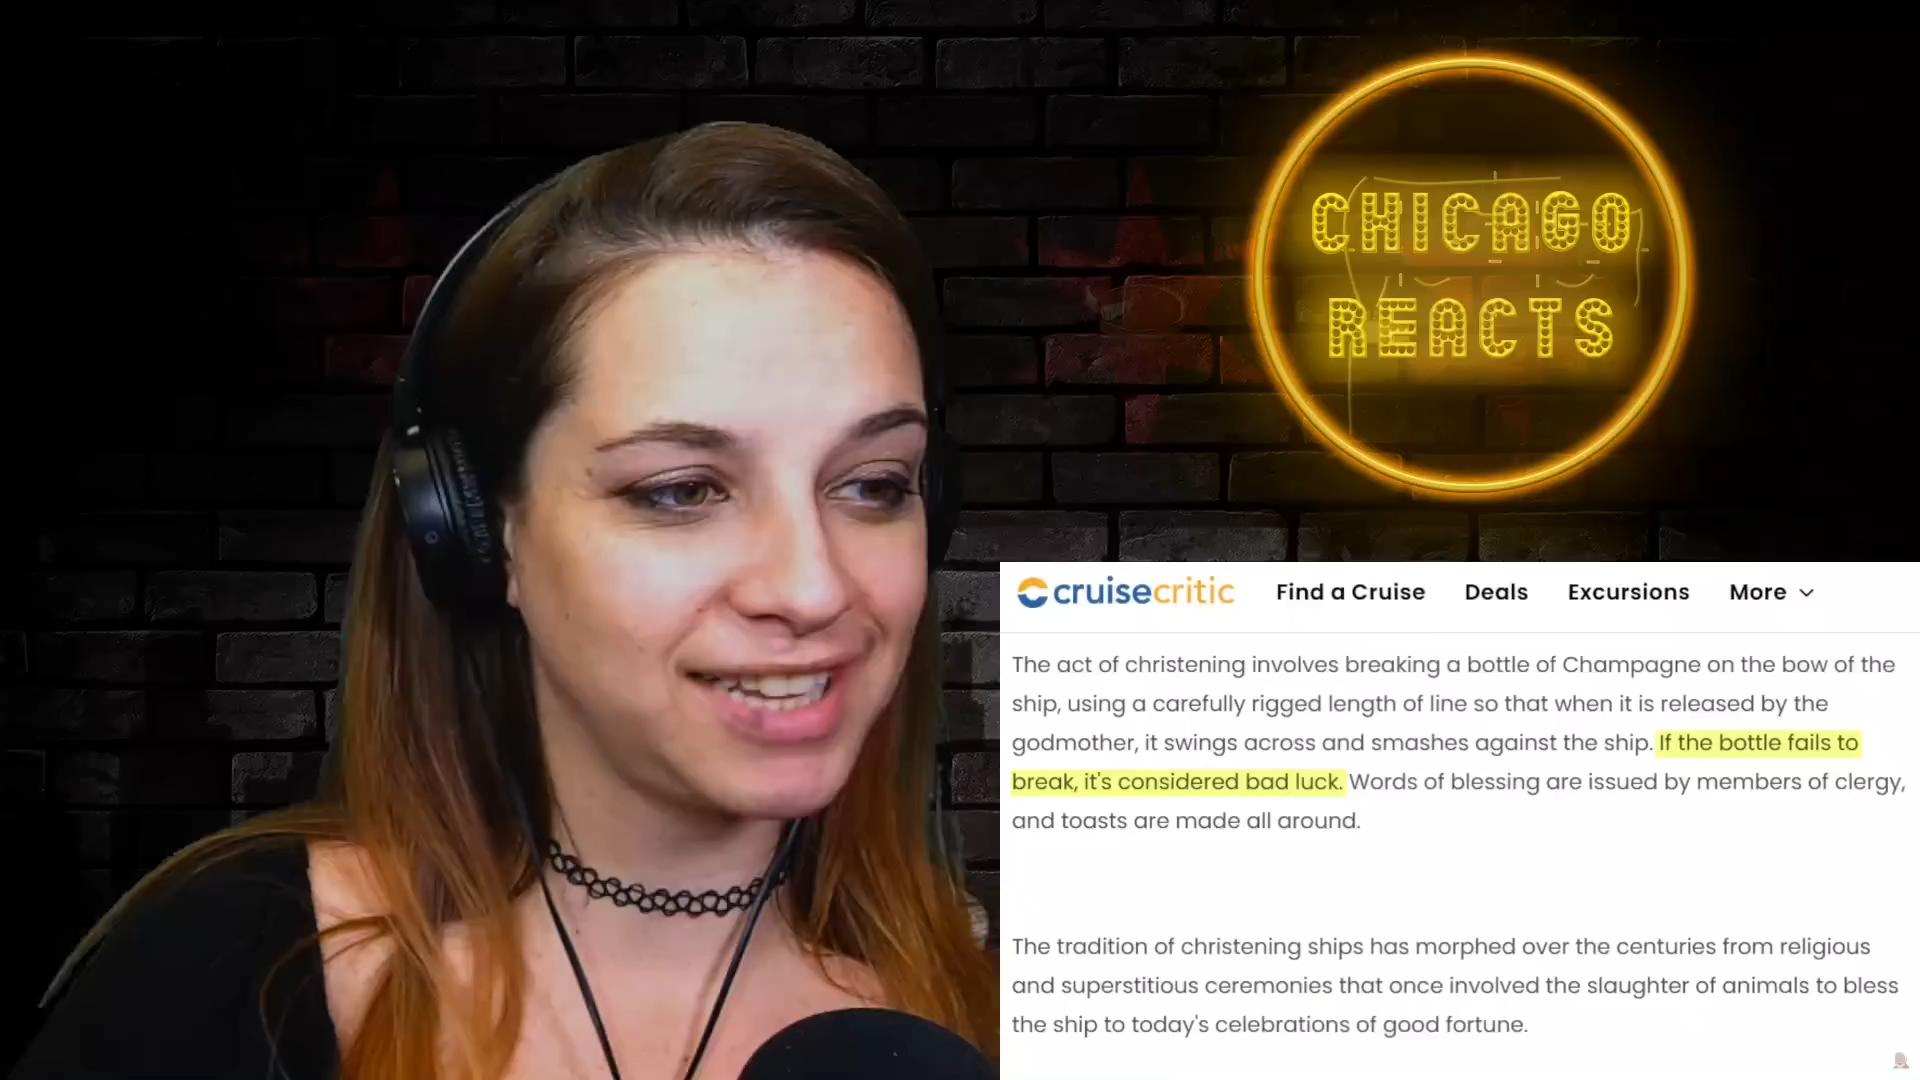 CHICAGO
REACTS
cruisecritic Find a Cruise Deals Excursions More
The act of christening involves breaking a bottle of Champagne on the bow of the
ship, using a carefully rigged length of line so that when it is released by the
godmother, it swings across and smashes against the ship. If the bottle fails to
break, it's considered bad luck. Words of blessing are issued by members of clergy,
and toasts are made all around.
The tradition of christening ships has morphed over the centuries from religious
and superstitious ceremonies that once involved the slaughter of animals to bless
the ship to today's celebrations of good fortune.